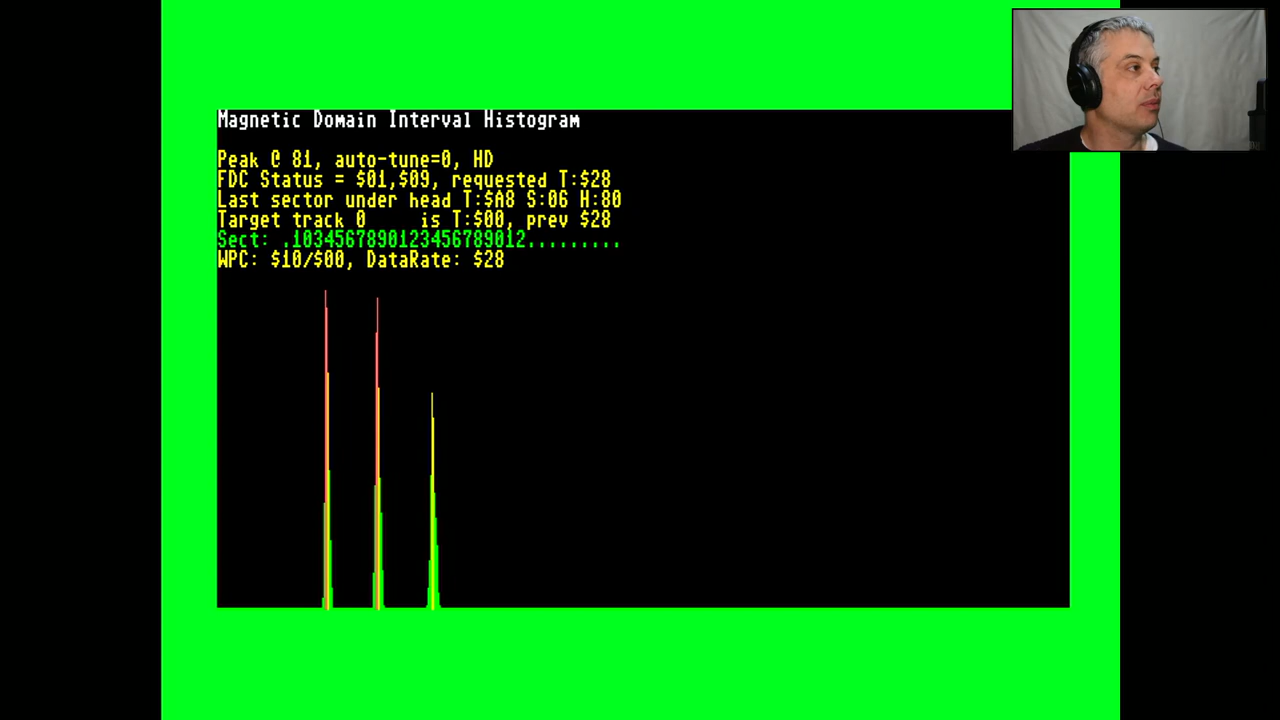 Magnetic Domain Interval Histogram
Peak @ 81, auto-tune=0, HD
FDC Status = $01,$09, requested T:$28
Last sector under head T:$A8 S:06 H:80
Target track 0     is T:$00, prev $28
Sect: .1034567890123456789012.........
WPC: $10/$00, DataRate: $28